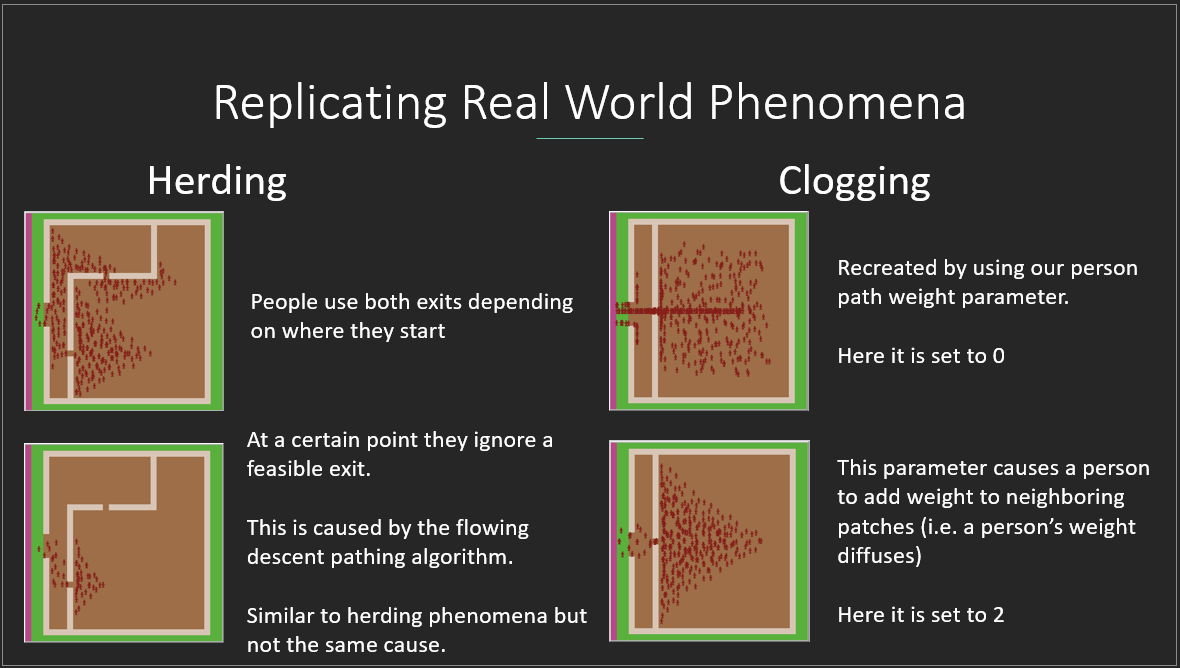 Replicating Real World Phenomena
Herding
People use both exits depending
on where they start
At a certain point they ignore a
feasible exit.
This is caused by the flowing
descent pathing algorithm.
Similar to herding phenomena but
not the same cause.
Clogging
Recreated by using our person
path weight parameter.
Here it is set to 0
This parameter causes a person
to add weight to neighboring
patches (i.e. a person’s weight
diffuses)
Here it is set to 2